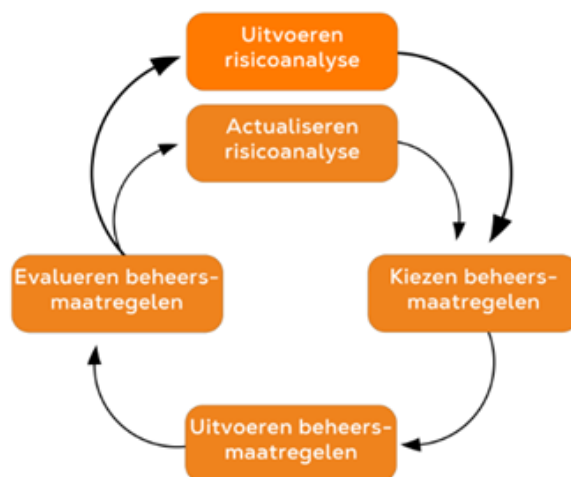 Uitvoeren
risicoanalyse
Actualiseren
risicoanalyse
Evalueren beheers-
maatregelen
Kiezen beheers-
maatregelen
Uitvoeren beheers-
maatregelen